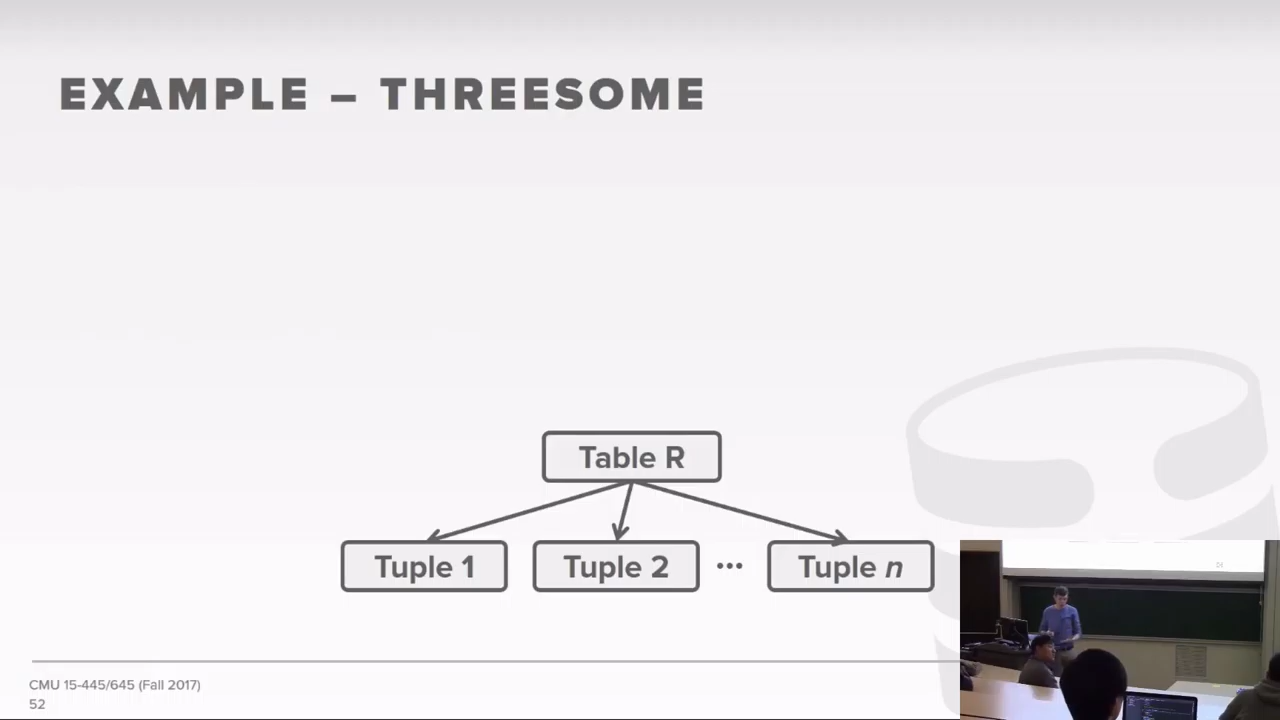 EXAMPLE – THREESOME
Table R
Tuple 1
Tuple 2
...
Tuple n
CMU 15-445/645 (Fall 2017)
52